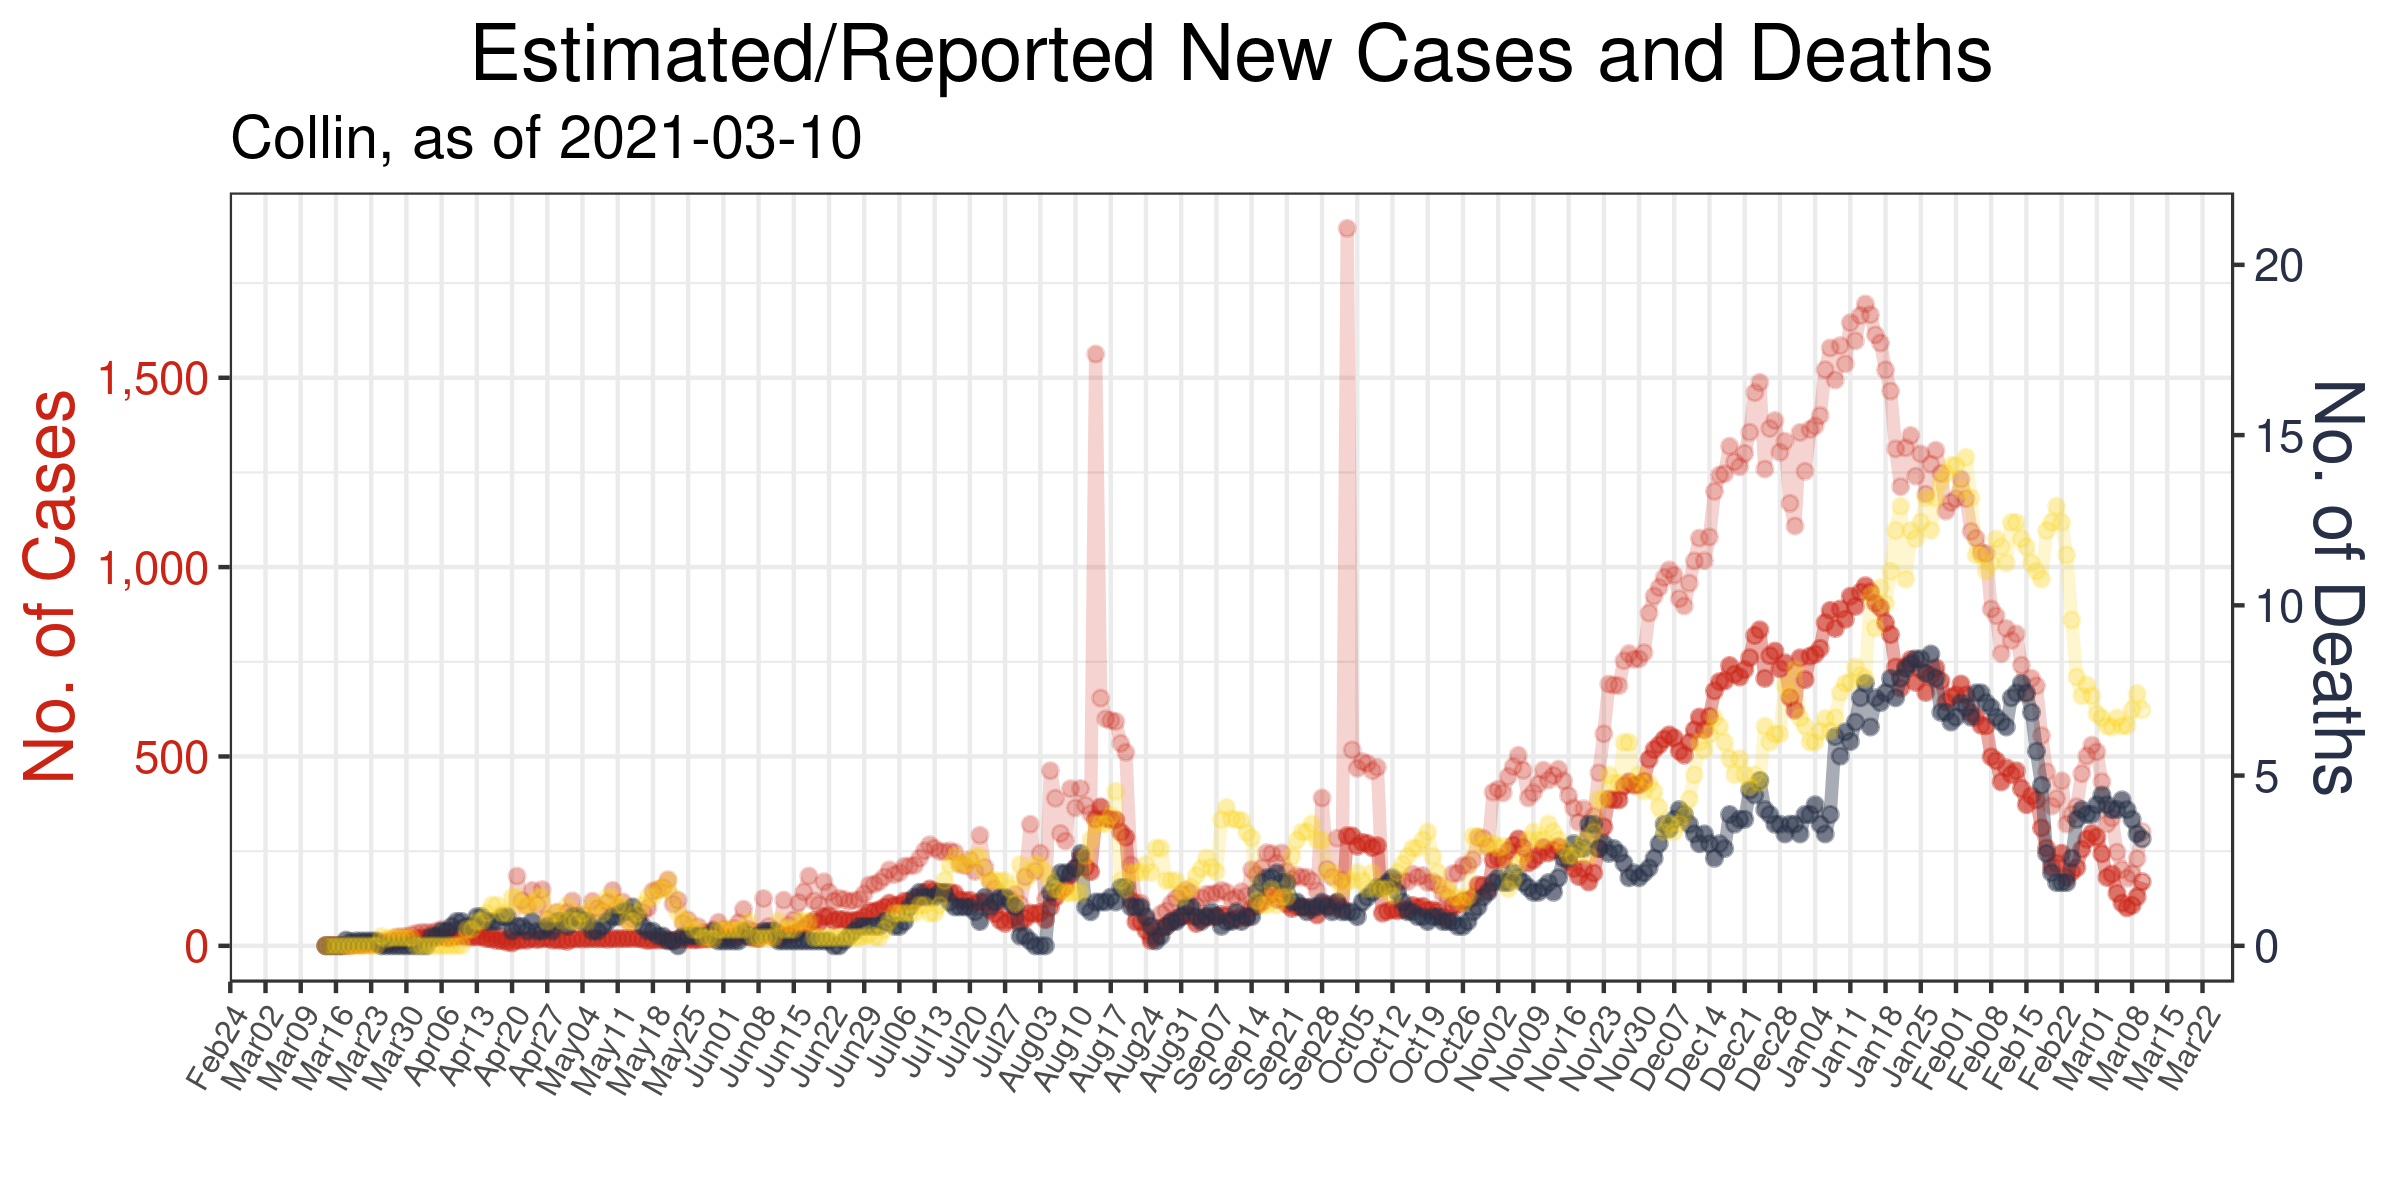 Estimated/Reported New Cases and Deaths
Collin, as of 2021-03-10
No. of Cases
1,500
1,000
500
0
20
15
10
5
0
No. of Deaths
Feb24
Mar02
Mar09
Mar16
Mar23
Mar30
Apr06
Apr13
Apr20
Apr27
May04
May11
May18
May25
Jun01
Jun08
Jun15
Jun22
Jun29
Jul06
Jul13
Jul20
Jul27
Aug03
Aug10
Aug17
Aug24
Aug31
Sep07
Sep14
Sep21
Sep28
Oct05
Oct12
Oct19
Oct26
Nov02
Nov09
Nov16
Nov23
Nov30
Dec07
Dec14
Dec21
Dec28
Jan04
Jan11
Jan18
Jan25
Feb01
Feb08
Feb15
Feb22
Mar01
Mar08
Mar15
Mar22